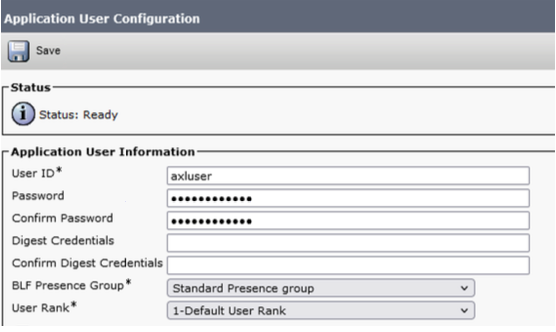 Application User Configuration
Save
Status
i Status: Ready
Application User Information
User ID* axluser
Password ••••••••••••
Confirm Password ••••••••••••
Digest Credentials
Confirm Digest Credentials
BLF Presence Group* Standard Presence group
User Rank* 1-Default User Rank